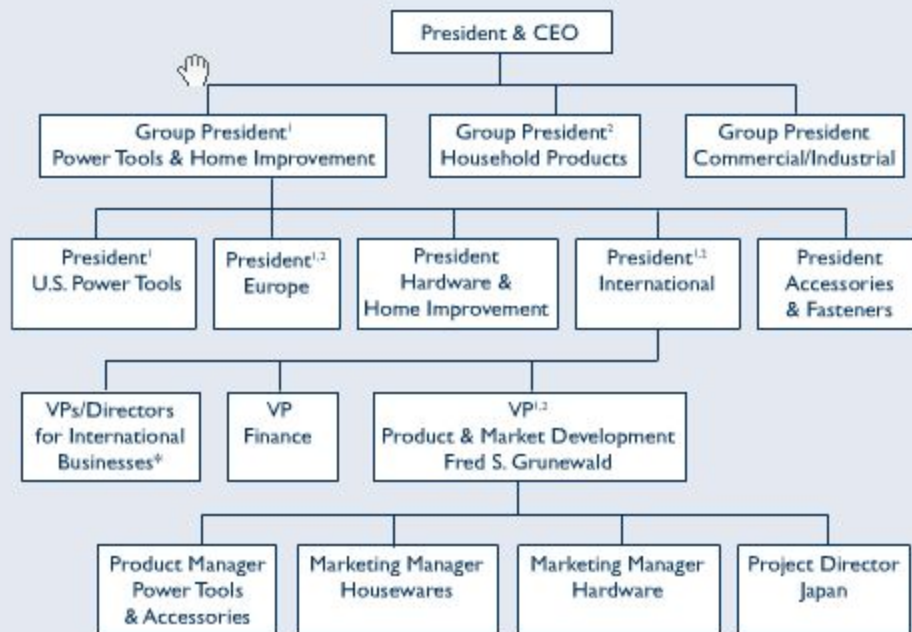 President & CEO
Group President¹
Power Tools & Home Improvement
Group President²
Household Products
Group President
Commercial/Industrial
President¹
U.S. Power Tools
President¹,²
Europe
President
Hardware &
Home Improvement
President¹,²
International
President
Accessories
& Fasteners
VPs/Directors
for International
Businesses*
VP
Finance
VP¹,²
Product & Market Development
Fred S. Grunewald
Product Manager
Power Tools
& Accessories
Marketing Manager
Housewares
Marketing Manager
Hardware
Project Director
Japan